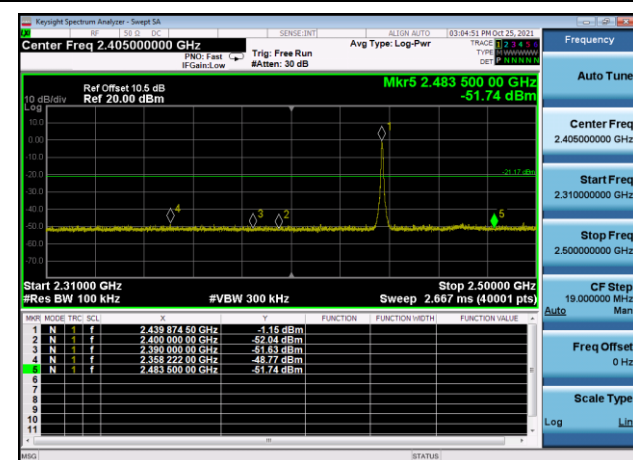 Keysight Spectrum Analyzer - Swept SA
RF 50 Ω DC SENSE:INT ALIGN AUTO 03:04:51 PM Oct 25, 2021
Center Freq 2.405000000 GHz
PNO: Fast
IFGain:Low
Trig: Free Run
#Atten: 30 dB
Avg Type: Log-Pwr
TRACE 1 2 3 4 5 6
TYPE M WWWWW
DET P N N N N N
Frequency
Auto Tune
Center Freq
2.405000000 GHz
Start Freq
2.310000000 GHz
Stop Freq
2.500000000 GHz
CF Step
19.000000 MHz
Auto Man
Freq Offset
0 Hz
Scale Type
Log Lin
Mkr5 2.483 500 00 GHz
-51.74 dBm
Ref Offset 10.5 dB
10 dB/div Ref 20.00 dBm
Log
10.0
0.00
-10.0
-20.0
-30.0
-40.0
-50.0
-60.0
-70.0
-21.17 dBm
1
2
3
4
5
Start 2.31000 GHz Stop 2.50000 GHz
#Res BW 100 kHz #VBW 300 kHz Sweep 2.667 ms (40001 pts)
MKR MODE TRC SCL X Y FUNCTION FUNCTION WIDTH FUNCTION VALUE
1 N 1 f 2.439 874 50 GHz -1.15 dBm
2 N 1 f 2.400 000 00 GHz -52.04 dBm
3 N 1 f 2.390 000 00 GHz -51.63 dBm
4 N 1 f 2.358 222 00 GHz -48.77 dBm
5 N 1 f 2.483 500 00 GHz -51.74 dBm
6
7
8
9
10
11
MSG STATUS